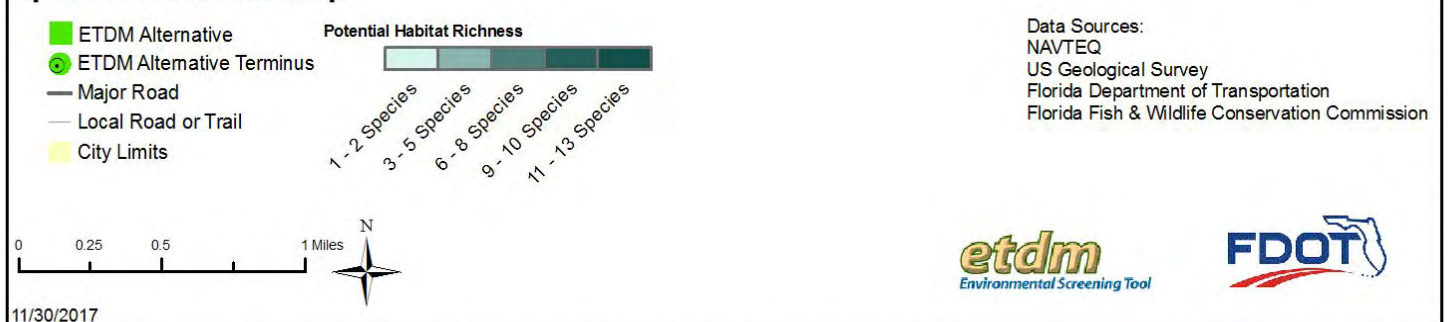 ETDM Alternative
ETDM Alternative Terminus
Major Road
Local Road or Trail
City Limits
Potential Habitat Richness
1 - 2 Species
3 - 5 Species
6 - 8 Species
9 - 10 Species
11 - 13 Species
Data Sources:
NAVTEQ
US Geological Survey
Florida Department of Transportation
Florida Fish & Wildlife Conservation Commission
0 0.25 0.5 1 Miles
N
etdm
Environmental Screening Tool
FDOT
11/30/2017